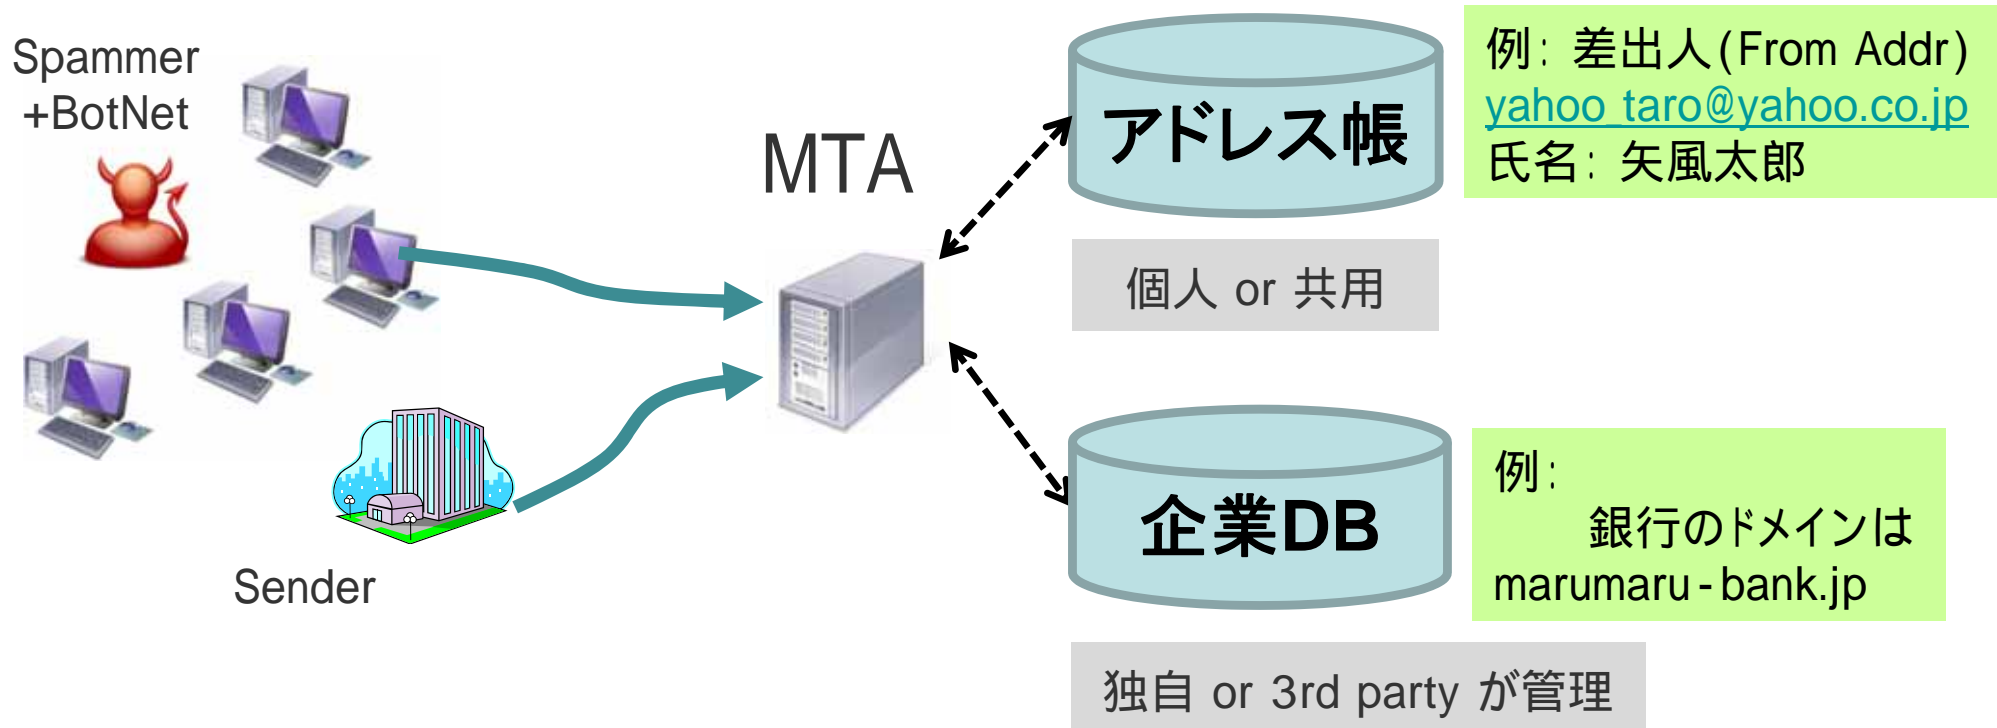 Spammer
+BotNet
MTA
Sender
アドレス帳
個人 or 共用
例: 差出人(From Addr)
yahoo_taro@yahoo.co.jp
氏名: 矢風太郎
企業DB
独自 or 3rd party が管理
例:
銀行のドメインは
marumaru-bank.jp